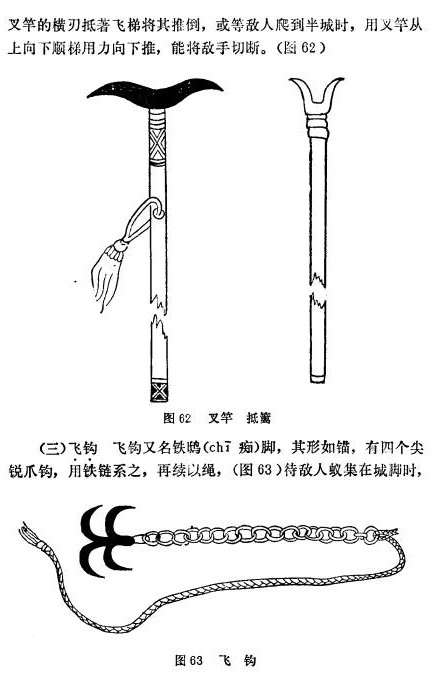 叉竿的横刃抵著飞梯将其推倒，或等敌人爬到半城时，用叉竿从
上向下顺梯用力向下推，能将敌手切断。（图 62）
图 62 叉竿 抵篙
（三）飞钩 飞钩又名铁鸱（chī 痴）脚，其形如锚，有四个尖
锐爪钩，用铁链系之，再续以绳，（图 63）待敌人蚁集在城脚时，
图 63 飞 钩